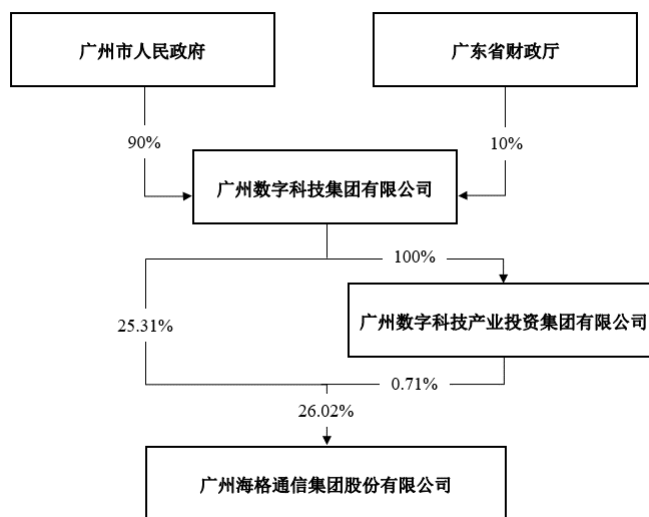 广州市人民政府
广东省财政厅
90%
10%
广州数字科技集团有限公司
100%
广州数字科技产业投资集团有限公司
25.31%
0.71%
26.02%
广州海格通信集团股份有限公司